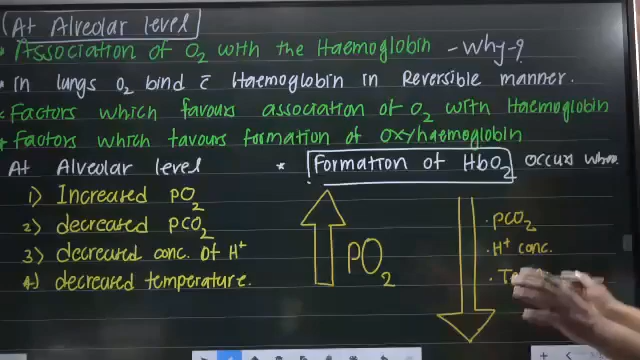 At Alveolar level
Association of O2 with the Haemoglobin - Why-?
In lungs O2 bind c̄ Haemoglobin in Reversible manner.
Factors which favours association of O2 with Haemoglobin
Factors which favours formation of oxyhaemoglobin
At Alveolar level
1) Increased PO2
2) decreased PCO2
3) decreased conc. of H+
4) decreased temperature.
* Formation of HbO2 occurs when
PO2
. PCO2
. H+ conc.